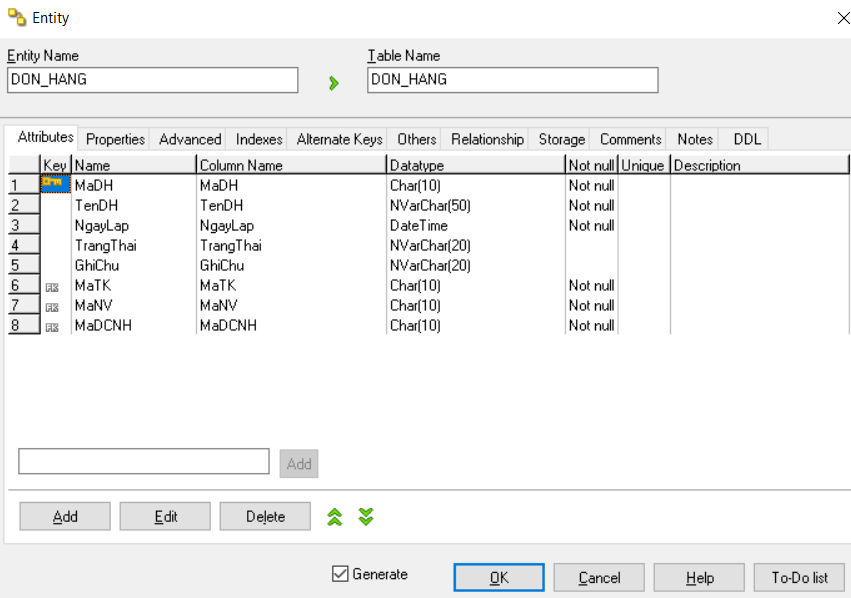 Entity
Entity Name Table Name
DON_HANG DON_HANG
Attributes Properties Advanced Indexes Alternate Keys Others Relationship Storage Comments Notes DDL
Key Name Column Name Datatype Not null Unique Description
1 MaDH MaDH Char(10) Not null
2 TenDH TenDH NVarChar(50) Not null
3 NgayLap NgayLap DateTime Not null
4 TrangThai TrangThai NVarChar(20)
5 GhiChu GhiChu NVarChar(20)
6 MaTK MaTK Char(10) Not null
7 MaNV MaNV Char(10) Not null
8 MaDCNH MaDCNH Char(10) Not null
Add
Add Edit Delete
Generate OK Cancel Help To-Do list